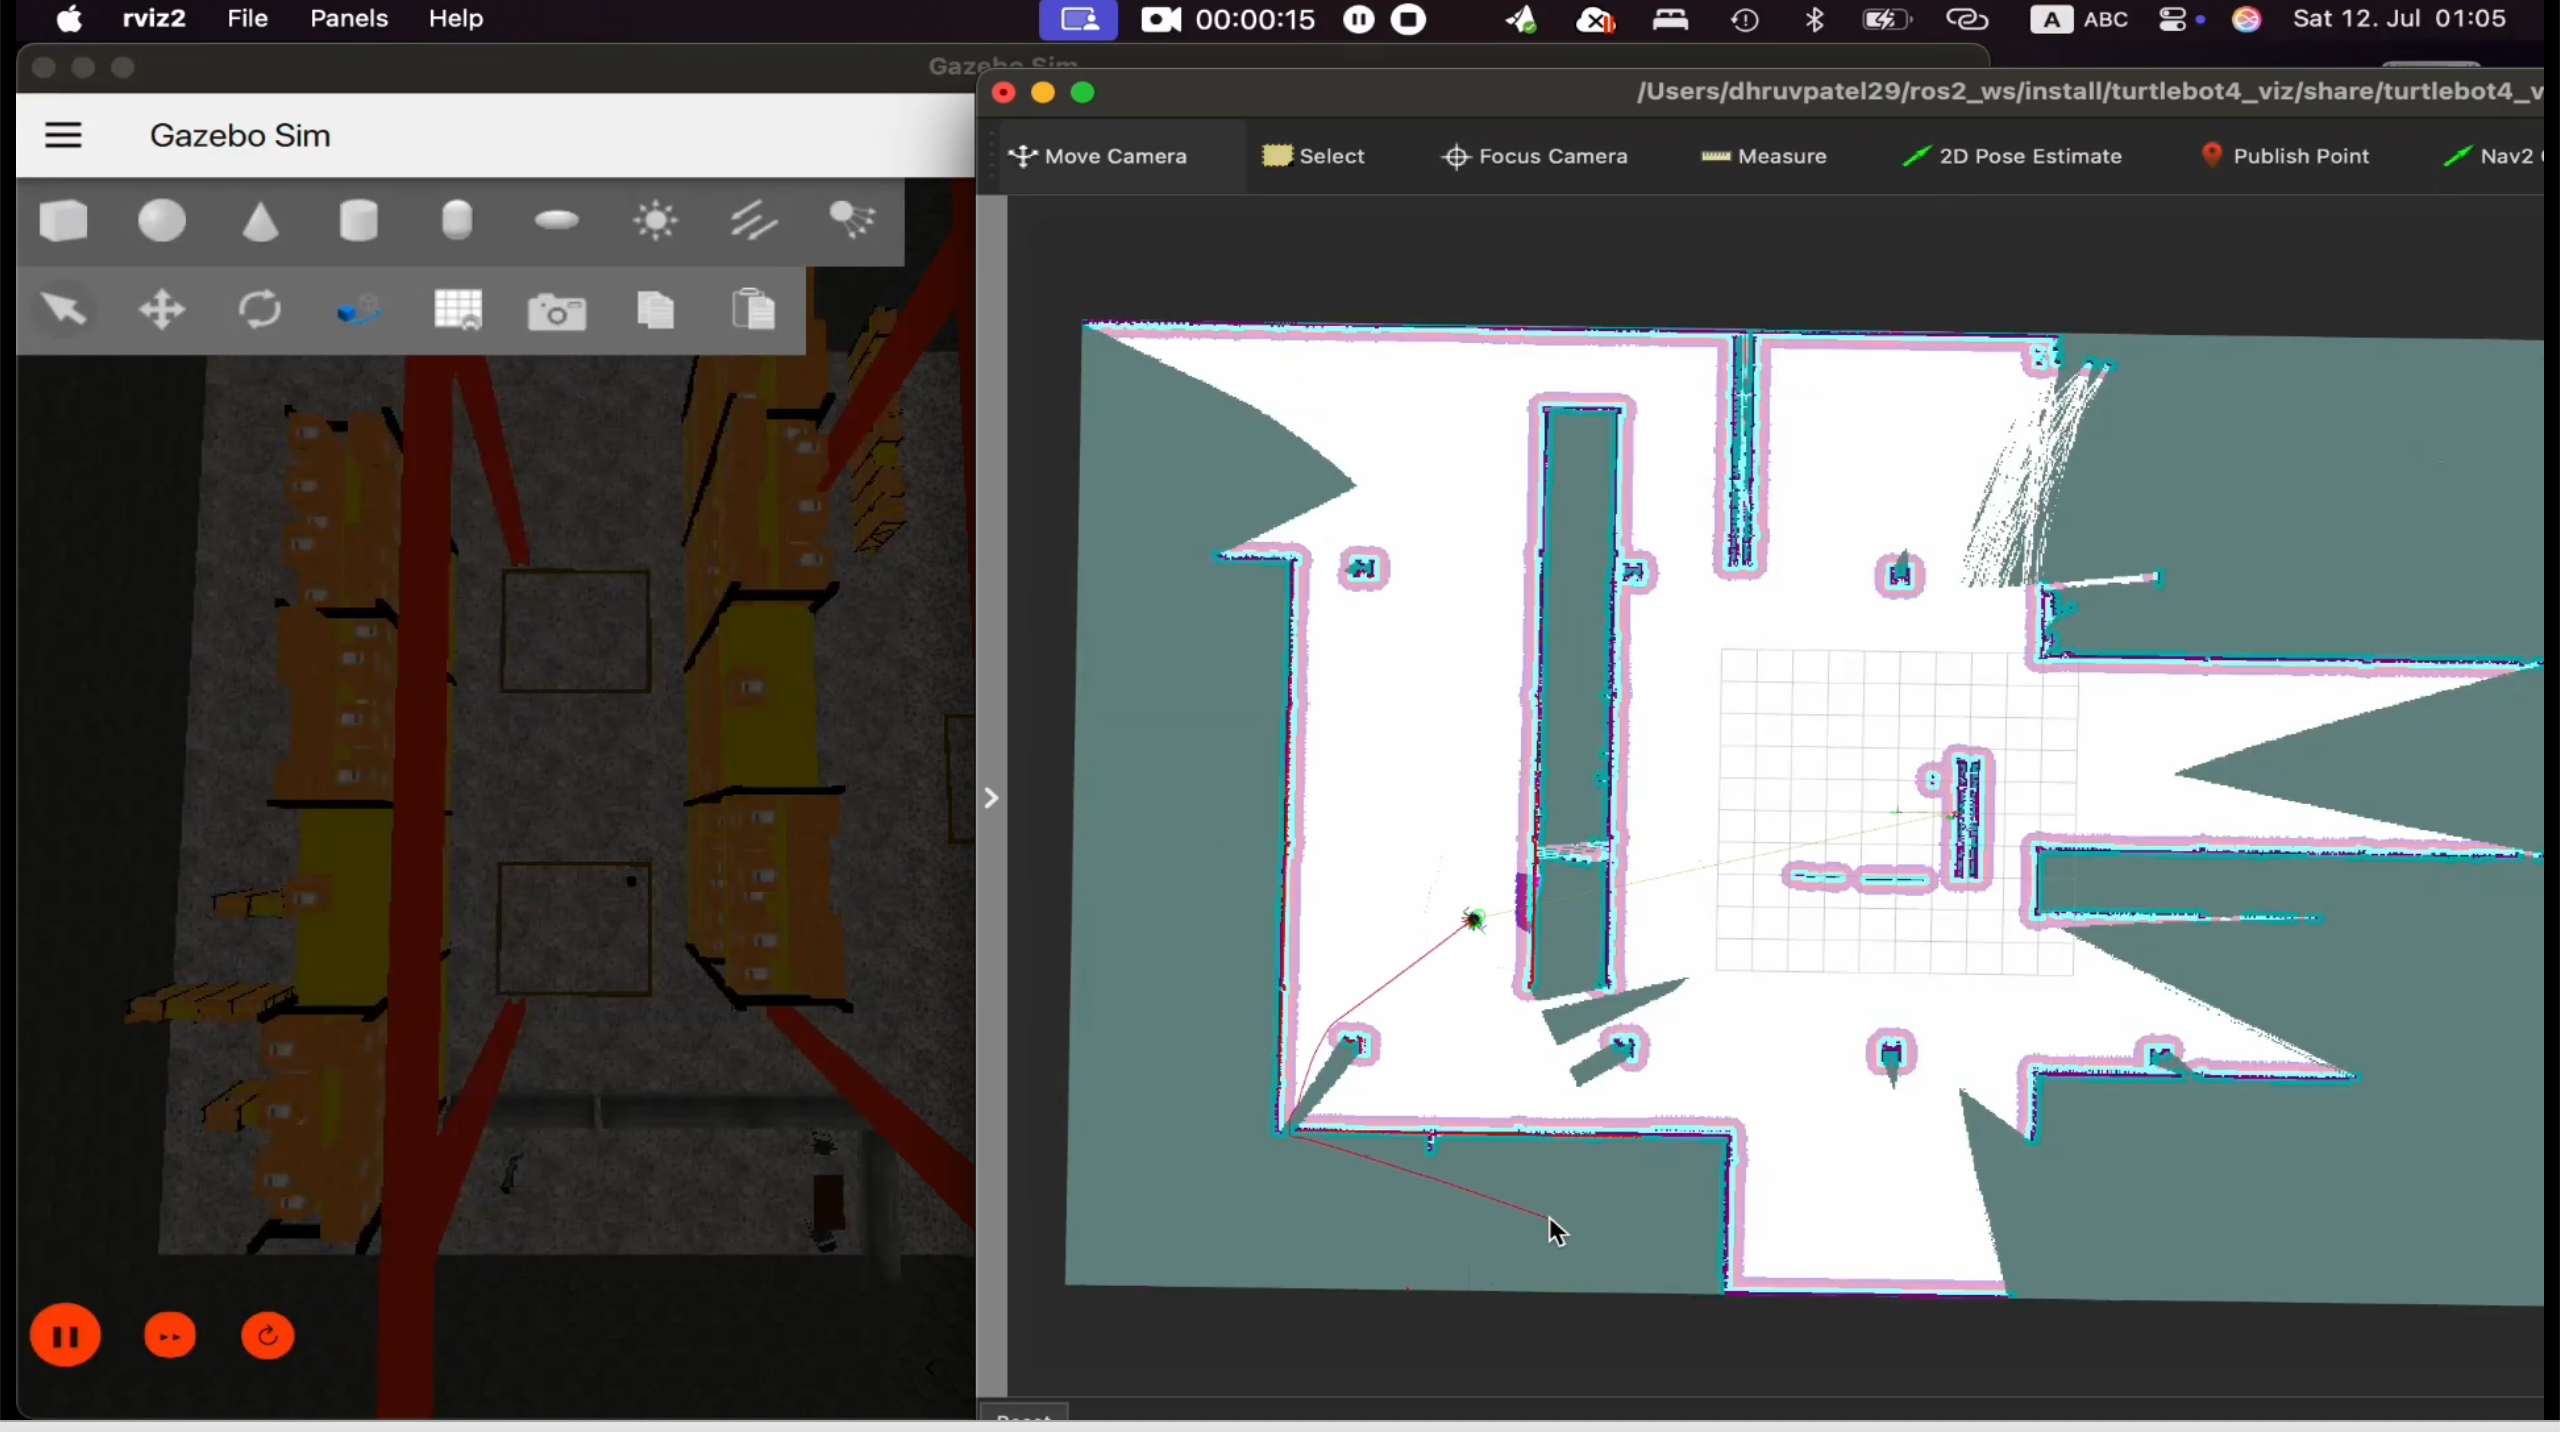 rviz2 File Panels Help 00:00:15 A ABC Sat 12. Jul 01:05
Gazebo Sim
/Users/dhruvpatel29/ros2_ws/install/turtlebot4_viz/share/turtlebot4_v
Gazebo Sim
Move Camera Select Focus Camera Measure 2D Pose Estimate Publish Point Nav2
Reset